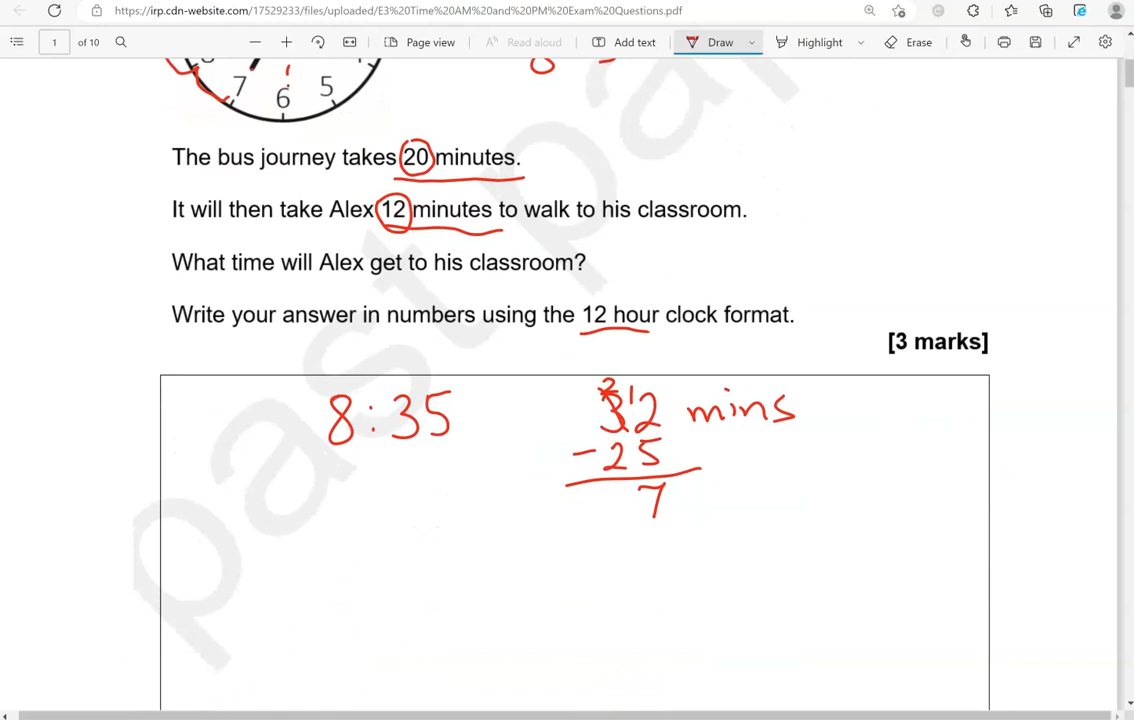 https://irp.cdn-website.com/17529233/files/uploaded/E3%20Time%20AM%20and%20PM%20Exam%20Questions.pdf
1 of 10 Page view Read aloud Add text Draw Highlight Erase
7 6 5
The bus journey takes 20 minutes.
It will then take Alex 12 minutes to walk to his classroom.
What time will Alex get to his classroom?
Write your answer in numbers using the 12 hour clock format.
[3 marks]
8:35 32 mins
2 1
- 25
7
past paper